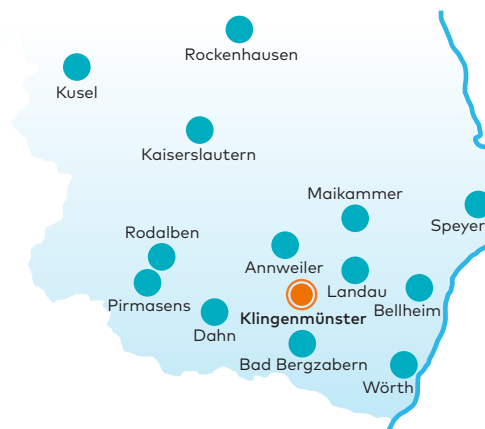 Rockenhausen
Kusel
Kaiserslautern
Maikammer
Speyer
Rodalben
Annweiler
Landau
Pirmasens
Bellheim
Klingenmünster
Dahn
Bad Bergzabern
Wörth